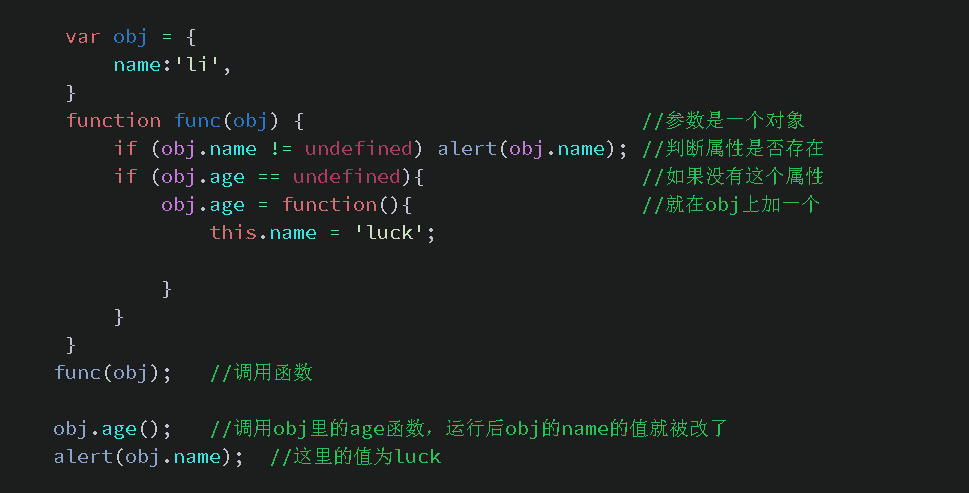 var obj = {
name:'li',
}
function func(obj) { //参数是一个对象
if (obj.name != undefined) alert(obj.name); //判断属性是否存在
if (obj.age == undefined){ //如果没有这个属性
obj.age = function(){ //就在obj上加一个
this.name = 'luck';
}
}
}
func(obj); //调用函数
obj.age(); //调用obj里的age函数，运行后obj的name的值就被改了
alert(obj.name); //这里的值为luck